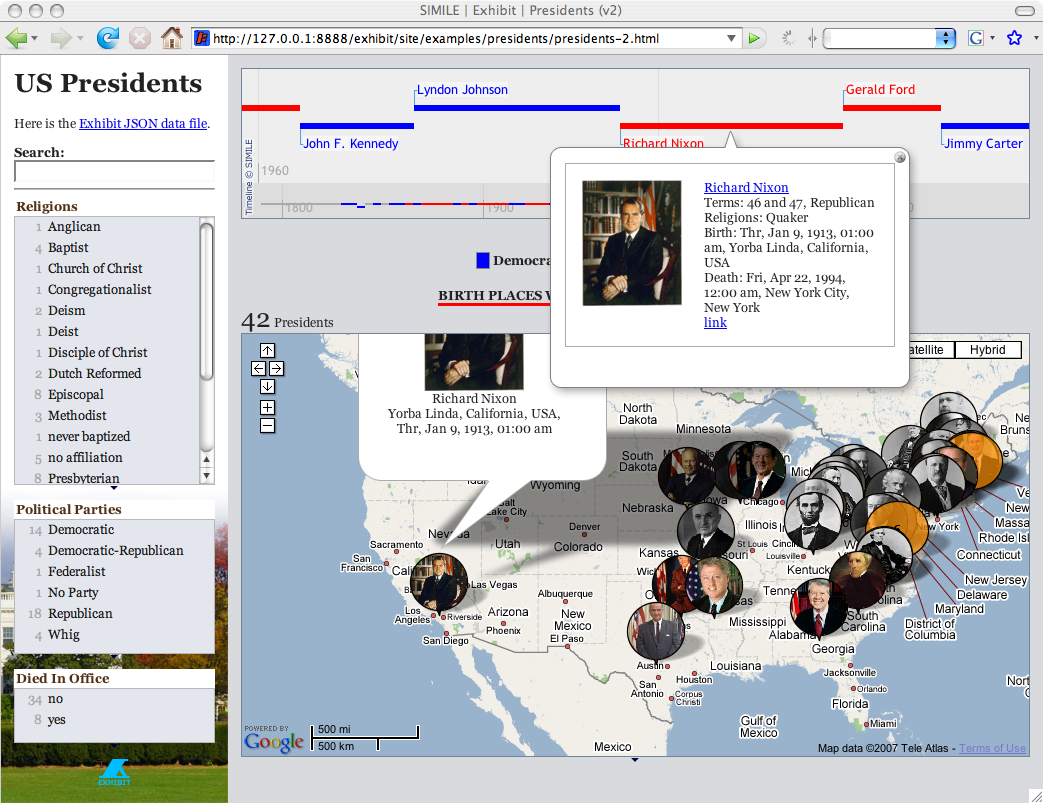 SIMILE | Exhibit | Presidents (v2)
http://127.0.0.1:8888/exhibit/site/examples/presidents/presidents-2.html
G
US Presidents
Here is the Exhibit JSON data file.
Search:
Religions
1 Anglican
4 Baptist
1 Church of Christ
1 Congregationalist
2 Deism
1 Deist
1 Disciple of Christ
2 Dutch Reformed
8 Episcopal
3 Methodist
1 never baptized
5 no affiliation
8 Presbyterian
Political Parties
14 Democratic
4 Democratic-Republican
1 Federalist
1 No Party
18 Republican
4 Whig
Died In Office
34 no
8 yes
EXHIBIT
Timeline © SIMILE
Lyndon Johnson
Gerald Ford
John F. Kennedy
Richard Nixon
Jimmy Carter
1960
1800
1900
Richard Nixon
Terms: 46 and 47, Republican
Religions: Quaker
Birth: Thr, Jan 9, 1913, 01:00
am, Yorba Linda, California,
USA
Death: Fri, Apr 22, 1994,
12:00 am, New York City,
New York
link
Democra
BIRTH PLACES
42 Presidents
Hybrid
Richard Nixon
Yorba Linda, California, USA,
Thr, Jan 9, 1913, 01:00 am
North
Dakota
Minnesota
South
Dakota
Wyoming
Nebraska
Iowa
Chicago
Brun
Salt
Lake City
Nevada
Utah
Denver
Colorado
Sacramento
San
Francisco
Kansas
Illinois
St Louis
Louisville
Kentucky
New York
Massa
Rhode Isl
Connecticut
New Jersey
Delaware
Maryland
District of
Columbia
Las Vegas
Los
Angeles
Riverside
San Diego
Arizona
Phoenix
Albuquerque
New
Mexico
El Paso
Mississippi
Alabama
South
Carolina
Georgia
Austin
San
Antonio
Houston
Corpus
Christi
Louisiana
Jacksonville
Orlando
Florida
Miami
Gulf of
Mexico
Mexico
POWERED BY
Google
500 mi
500 km
Map data ©2007 Tele Atlas - Terms of Use